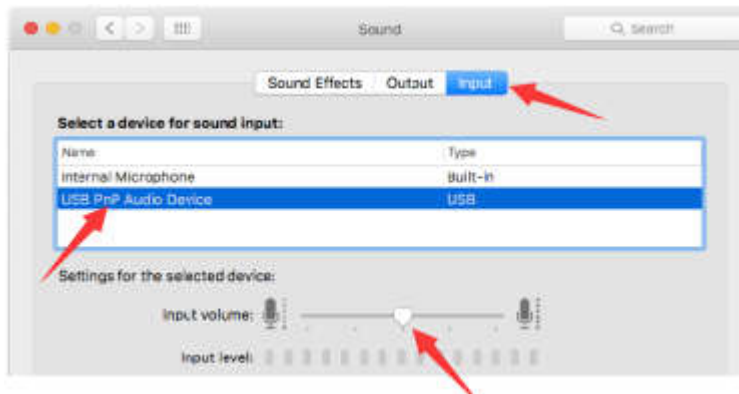 Sound
Search
Sound Effects Output Input
Select a device for sound input:
Name Type
Internal Microphone Built-in
USB PnP Audio Device USB
Settings for the selected device:
Input volume:
Input level: